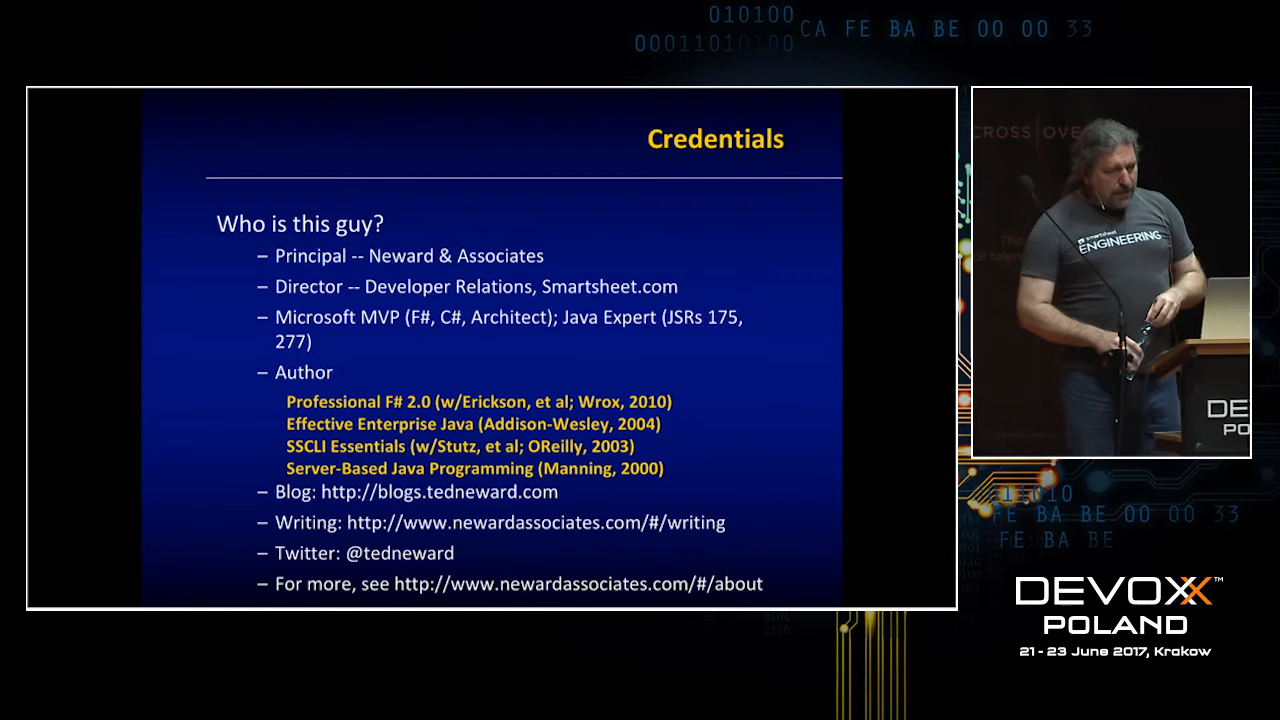 010100
00011010100
CA FE BA BE 00 00 33
Credentials
Who is this guy?
– Principal -- Neward & Associates
– Director -- Developer Relations, Smartsheet.com
– Microsoft MVP (F#, C#, Architect); Java Expert (JSRs 175,
277)
– Author
Professional F# 2.0 (w/Erickson, et al; Wrox, 2010)
Effective Enterprise Java (Addison-Wesley, 2004)
SSCLI Essentials (w/Stutz, et al; OReilly, 2003)
Server-Based Java Programming (Manning, 2000)
– Blog: http://blogs.tedneward.com
– Writing: http://www.newardassociates.com/#/writing
– Twitter: @tedneward
– For more, see http://www.newardassociates.com/#/about
CROSS OVE
smartsheet
ENGINEERING
DE
PO
011010
FE BA BE 00 00 33
FE BA BE
DEVOXX™
POLAND
21 - 23 June 2017, Krakow